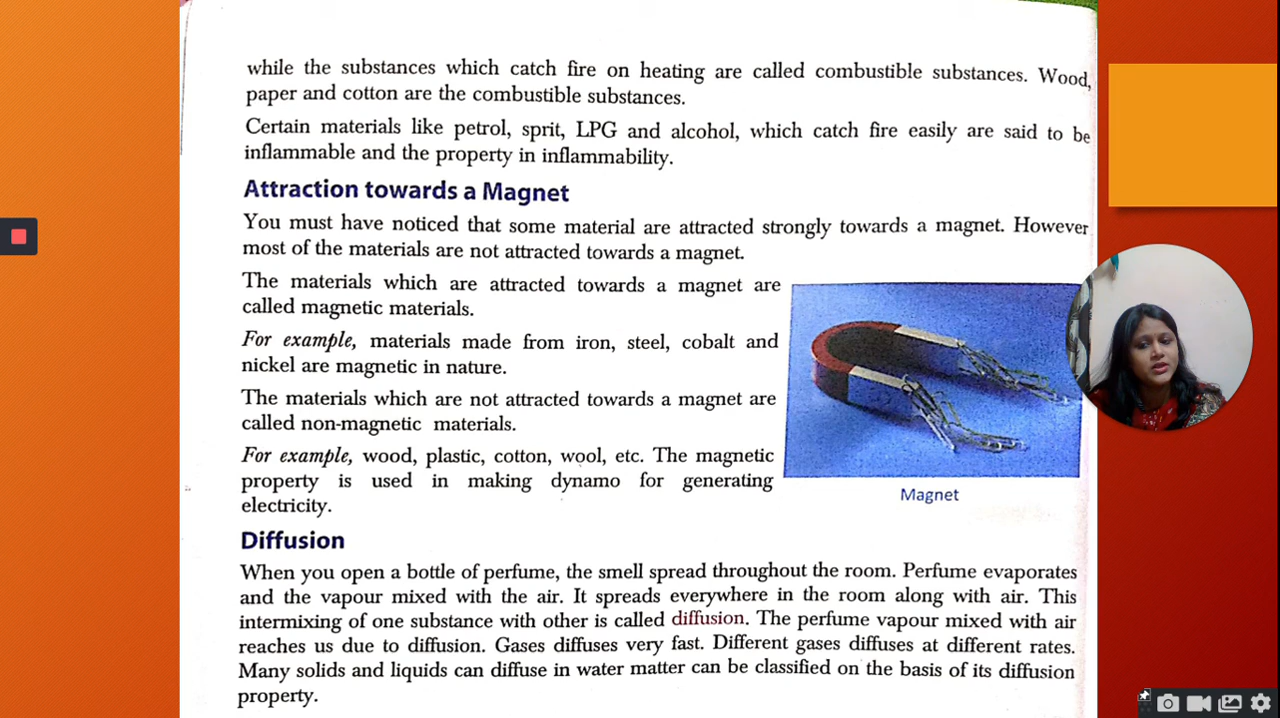 while the substances which catch fire on heating are called combustible substances. Wood,
paper and cotton are the combustible substances.
Certain materials like petrol, sprit, LPG and alcohol, which catch fire easily are said to be
inflammable and the property in inflammability.
Attraction towards a Magnet
You must have noticed that some material are attracted strongly towards a magnet. However
most of the materials are not attracted towards a magnet.
The materials which are attracted towards a magnet are
called magnetic materials.
For example, materials made from iron, steel, cobalt and
nickel are magnetic in nature.
The materials which are not attracted towards a magnet are
called non-magnetic materials.
For example, wood, plastic, cotton, wool, etc. The magnetic
property is used in making dynamo for generating
electricity.
Magnet
Diffusion
When you open a bottle of perfume, the smell spread throughout the room. Perfume evaporates
and the vapour mixed with the air. It spreads everywhere in the room along with air. This
intermixing of one substance with other is called diffusion. The perfume vapour mixed with air
reaches us due to diffusion. Gases diffuses very fast. Different gases diffuses at different rates.
Many solids and liquids can diffuse in water matter can be classified on the basis of its diffusion
property.